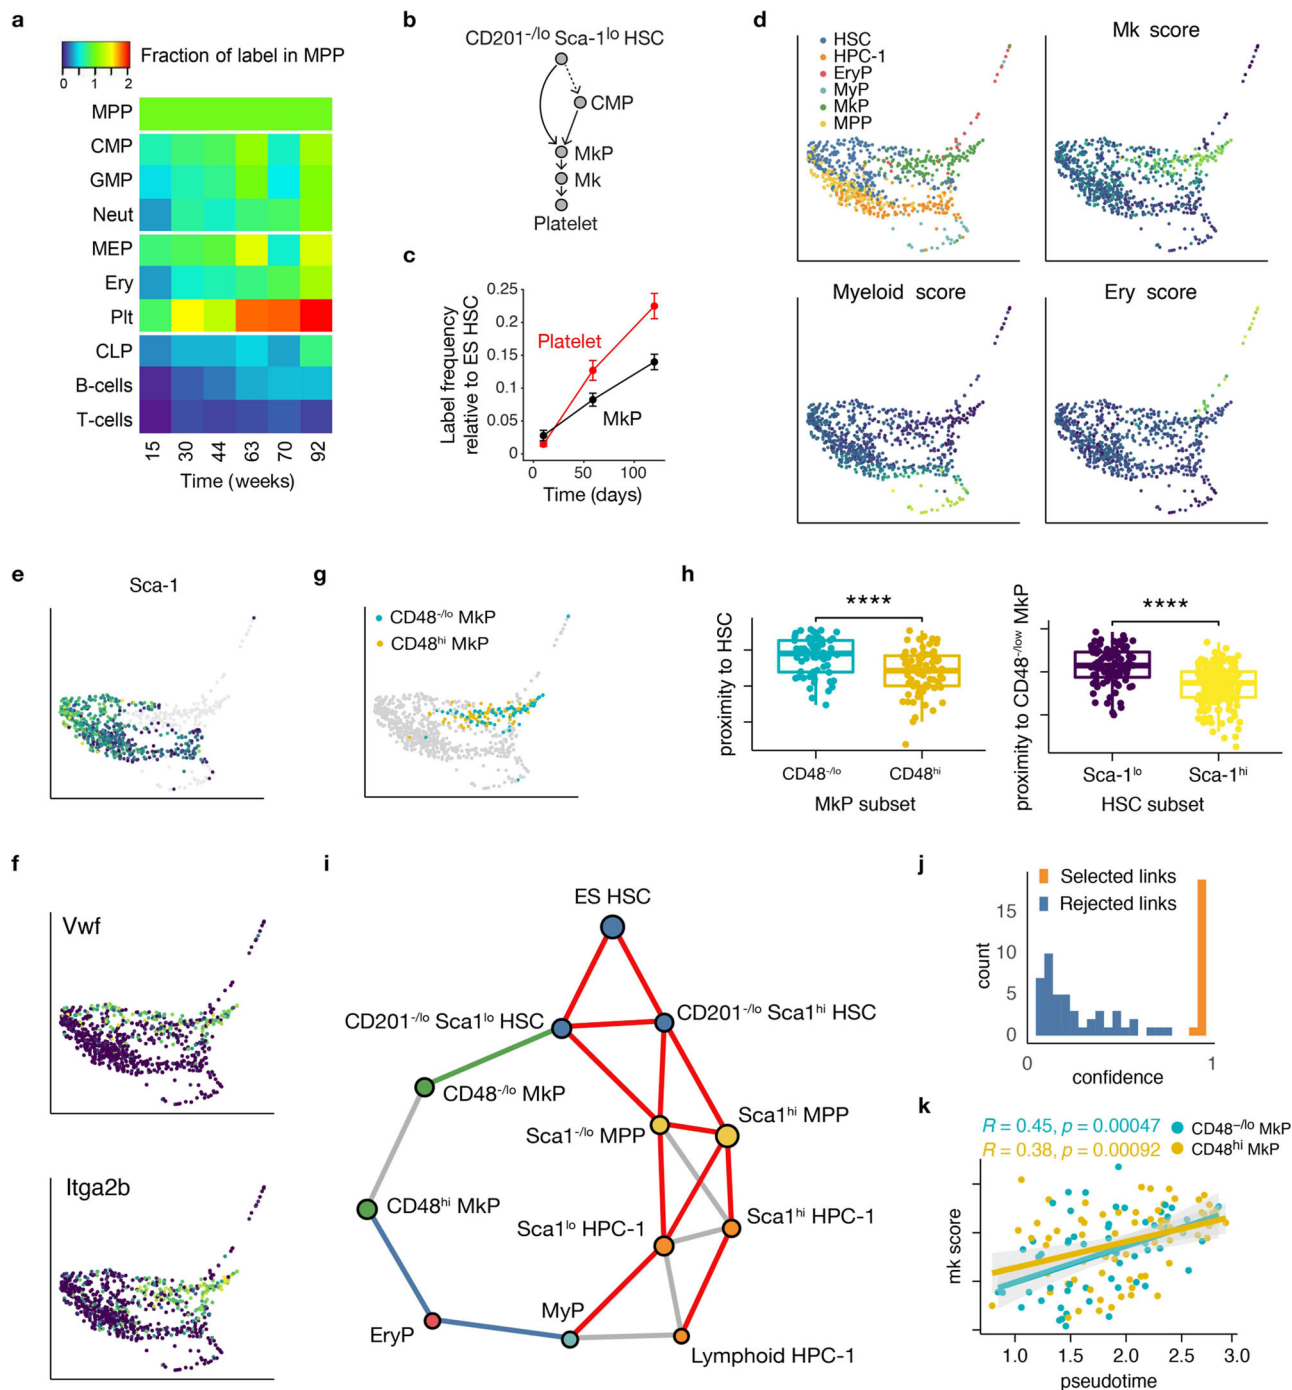 a
Fraction of label in MPP
0 1 2
MPP
CMP
GMP
Neut
MEP
Ery
Plt
CLP
B-cells
T-cells
15 30 44 63 70 92
Time (weeks)
b
CD201-/lo Sca-1lo HSC
CMP
MkP
Mk
Platelet
c
Label frequency
relative to ES HSC
0.25
0.2
0.15
0.1
0.05
0
Platelet
MkP
0 50 100
Time (days)
d
HSC
HPC-1
EryP
MyP
MkP
MPP
Mk score
Myeloid score
Ery score
e
Sca-1
g
CD48-/lo MkP
CD48hi MkP
h
proximity to HSC
****
CD48-/lo CD48hi
MkP subset
proximity to CD48-/low MkP
****
Sca-1lo Sca-1hi
HSC subset
f
Vwf
Itga2b
i
ES HSC
CD201-/lo Sca1lo HSC
CD201-/lo Sca1hi HSC
CD48-/lo MkP
Sca1-/lo MPP
Sca1hi MPP
CD48hi MkP
Sca1lo HPC-1
Sca1hi HPC-1
EryP
MyP
Lymphoid HPC-1
j
Selected links
Rejected links
count
15
10
5
0
0 1
confidence
k
R = 0.45, p = 0.00047
CD48-/lo MkP
R = 0.38, p = 0.00092
CD48hi MkP
mk score
1.0 1.5 2.0 2.5 3.0
pseudotime